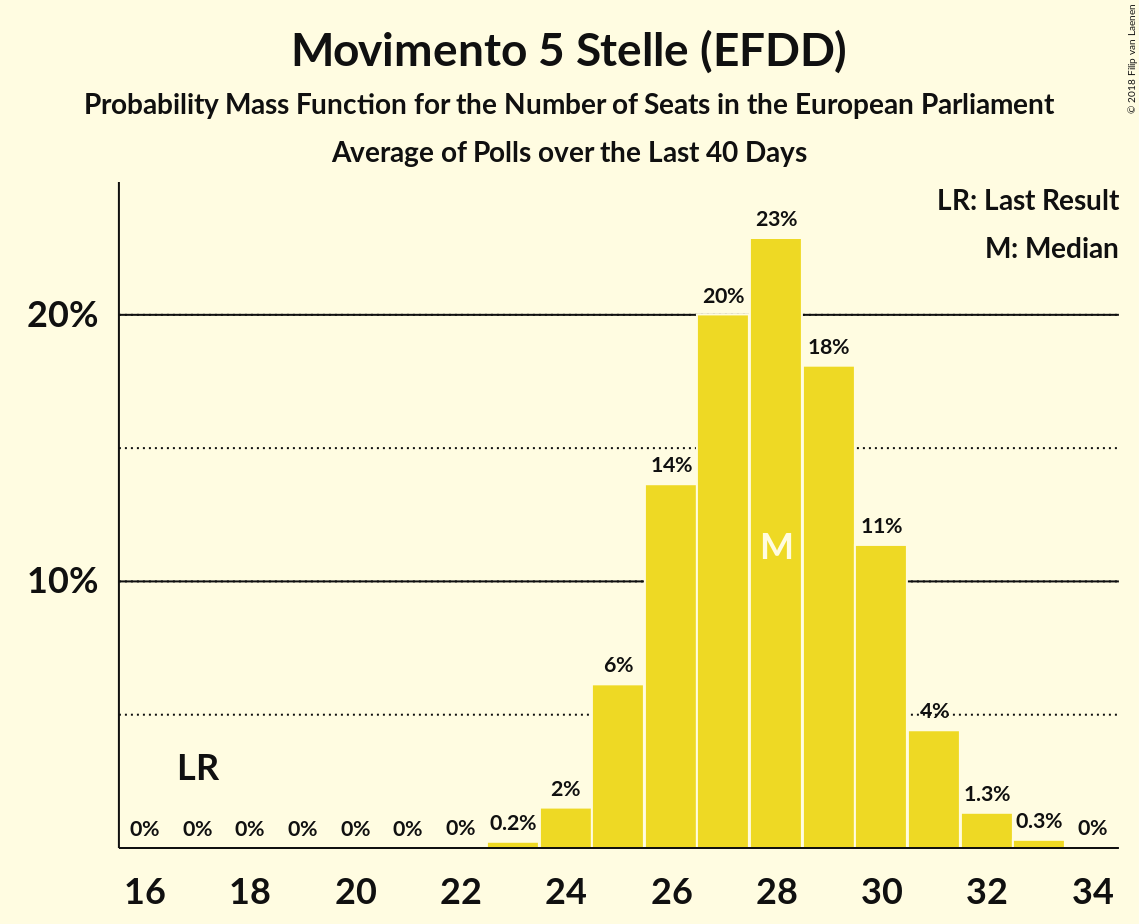 Movimento 5 Stelle (EFDD)
Probability Mass Function for the Number of Seats in the European Parliament
Average of Polls over the Last 40 Days
© 2018 Filip van Laenen
LR: Last Result
M: Median
20%
10%
0% 0% 0% 0% 0% 0% 0% 0.2% 2% 6% 14% 20% 23% 18% 11% 4% 1.3% 0.3% 0%
LR
M
16 18 20 22 24 26 28 30 32 34